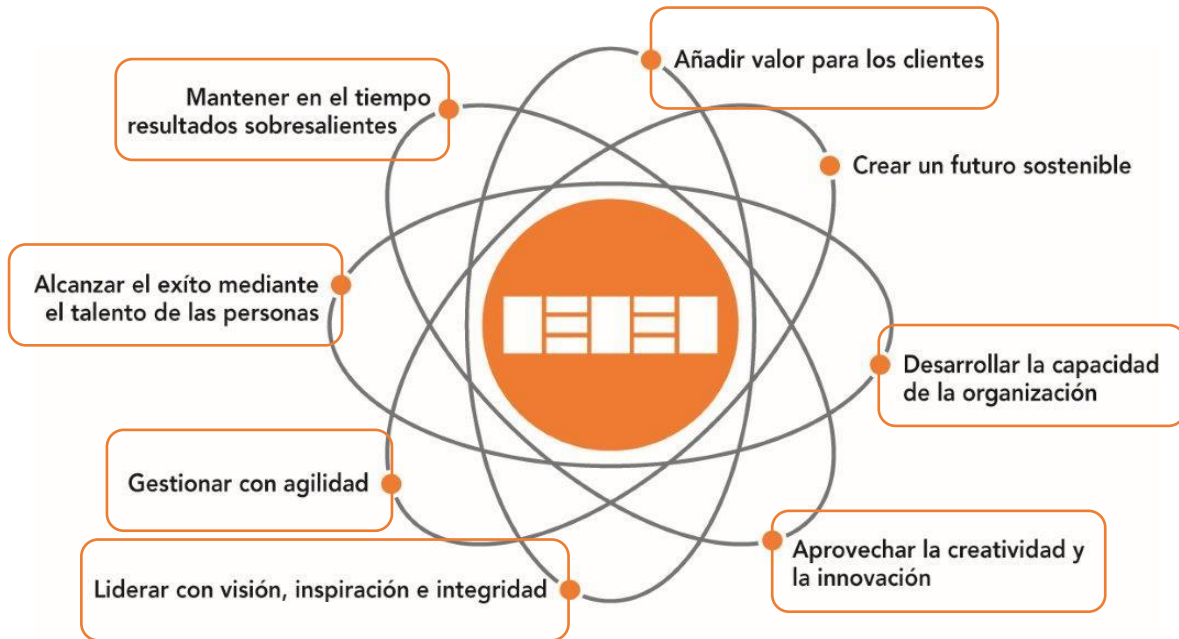 Añadir valor para los clientes
Mantener en el tiempo
resultados sobresalientes
Crear un futuro sostenible
Alcanzar el exíto mediante
el talento de las personas
Desarrollar la capacidad
de la organización
Gestionar con agilidad
Aprovechar la creatividad y
la innovación
Liderar con visión, inspiración e integridad